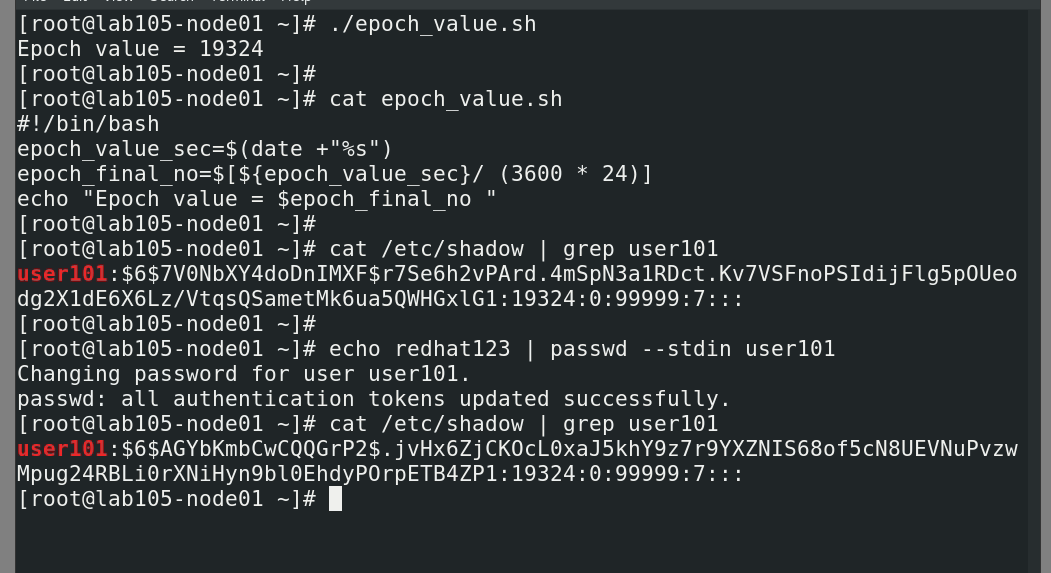 [root@lab105-node01 ~]# ./epoch_value.sh
Epoch value = 19324
[root@lab105-node01 ~]#
[root@lab105-node01 ~]# cat epoch_value.sh
#!/bin/bash
epoch_value_sec=$(date +"%s")
epoch_final_no=$[${epoch_value_sec}/ (3600 * 24)]
echo "Epoch value = $epoch_final_no "
[root@lab105-node01 ~]#
[root@lab105-node01 ~]# cat /etc/shadow | grep user101
user101:$6$7V0NbXY4doDnIMXF$r7Se6h2vPArd.4mSpN3a1RDct.Kv7VSFnoPSIdijFlg5pOUeo
dg2X1dE6X6Lz/VtqsQSametMk6ua5QWHGxlG1:19324:0:99999:7:::
[root@lab105-node01 ~]#
[root@lab105-node01 ~]# echo redhat123 | passwd --stdin user101
Changing password for user user101.
passwd: all authentication tokens updated successfully.
[root@lab105-node01 ~]# cat /etc/shadow | grep user101
user101:$6$AGYbKmbCwCQQGrP2$.jvHx6ZjCKOcL0xaJ5khY9z7r9YXZNIS68of5cN8UEVNuPvzw
Mpug24RBLi0rXNiHyn9bl0EhdyPOrpETB4ZP1:19324:0:99999:7:::
[root@lab105-node01 ~]#